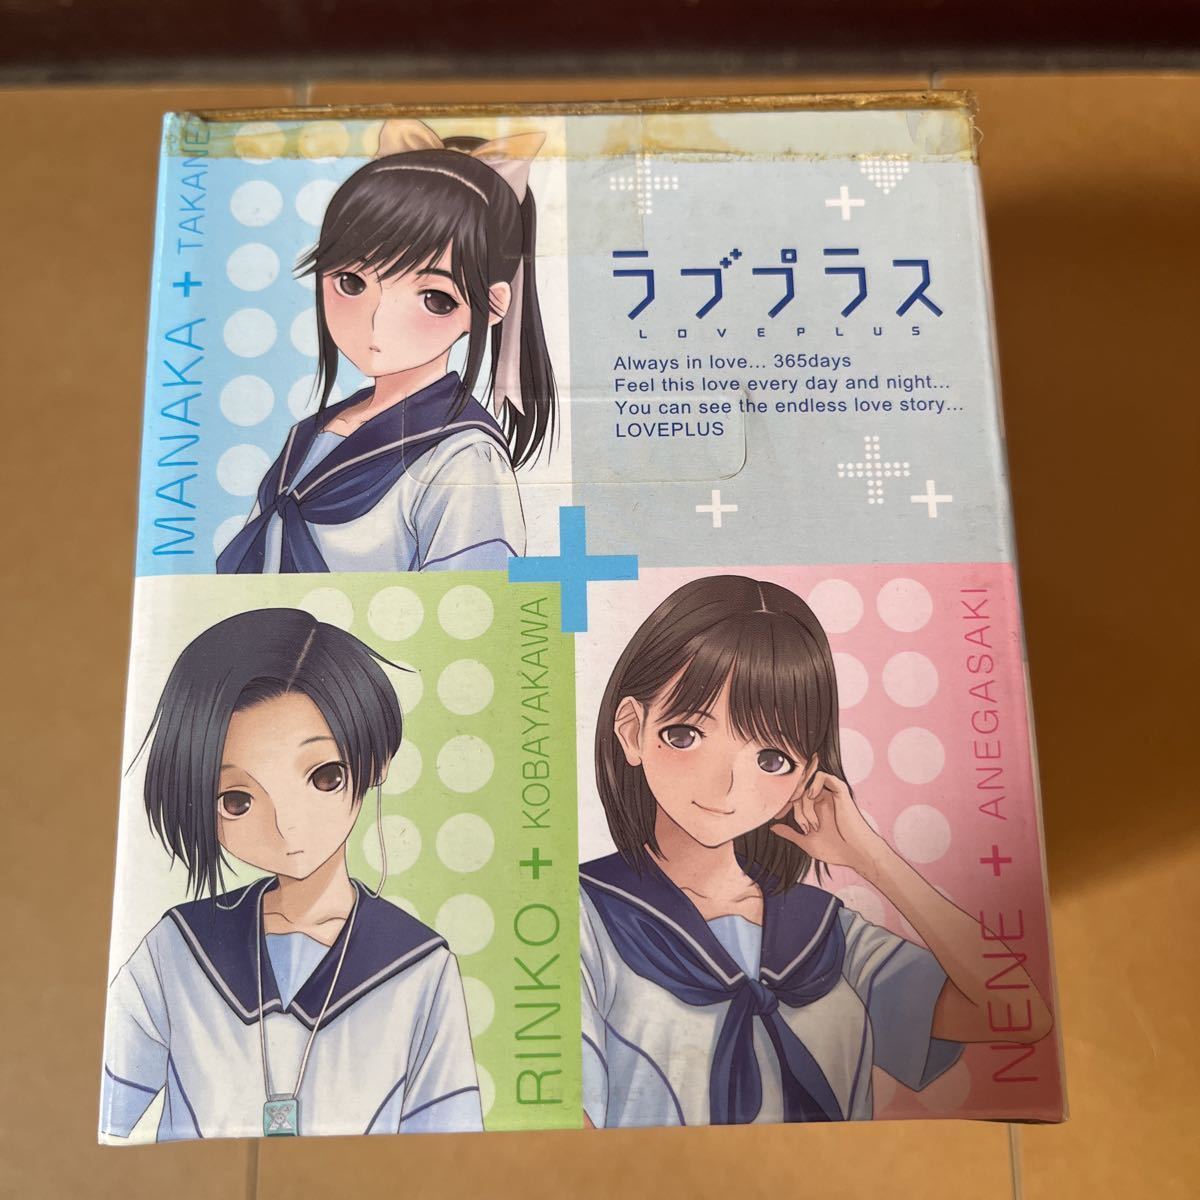 MANAKA + TAKANE
ラブプラス
LOVEPLUS
Always in love... 365days
Feel this love every day and night...
You can see the endless love story...
LOVEPLUS
RINKO + KOBAYAKAWA
NENE + ANEGASAKI